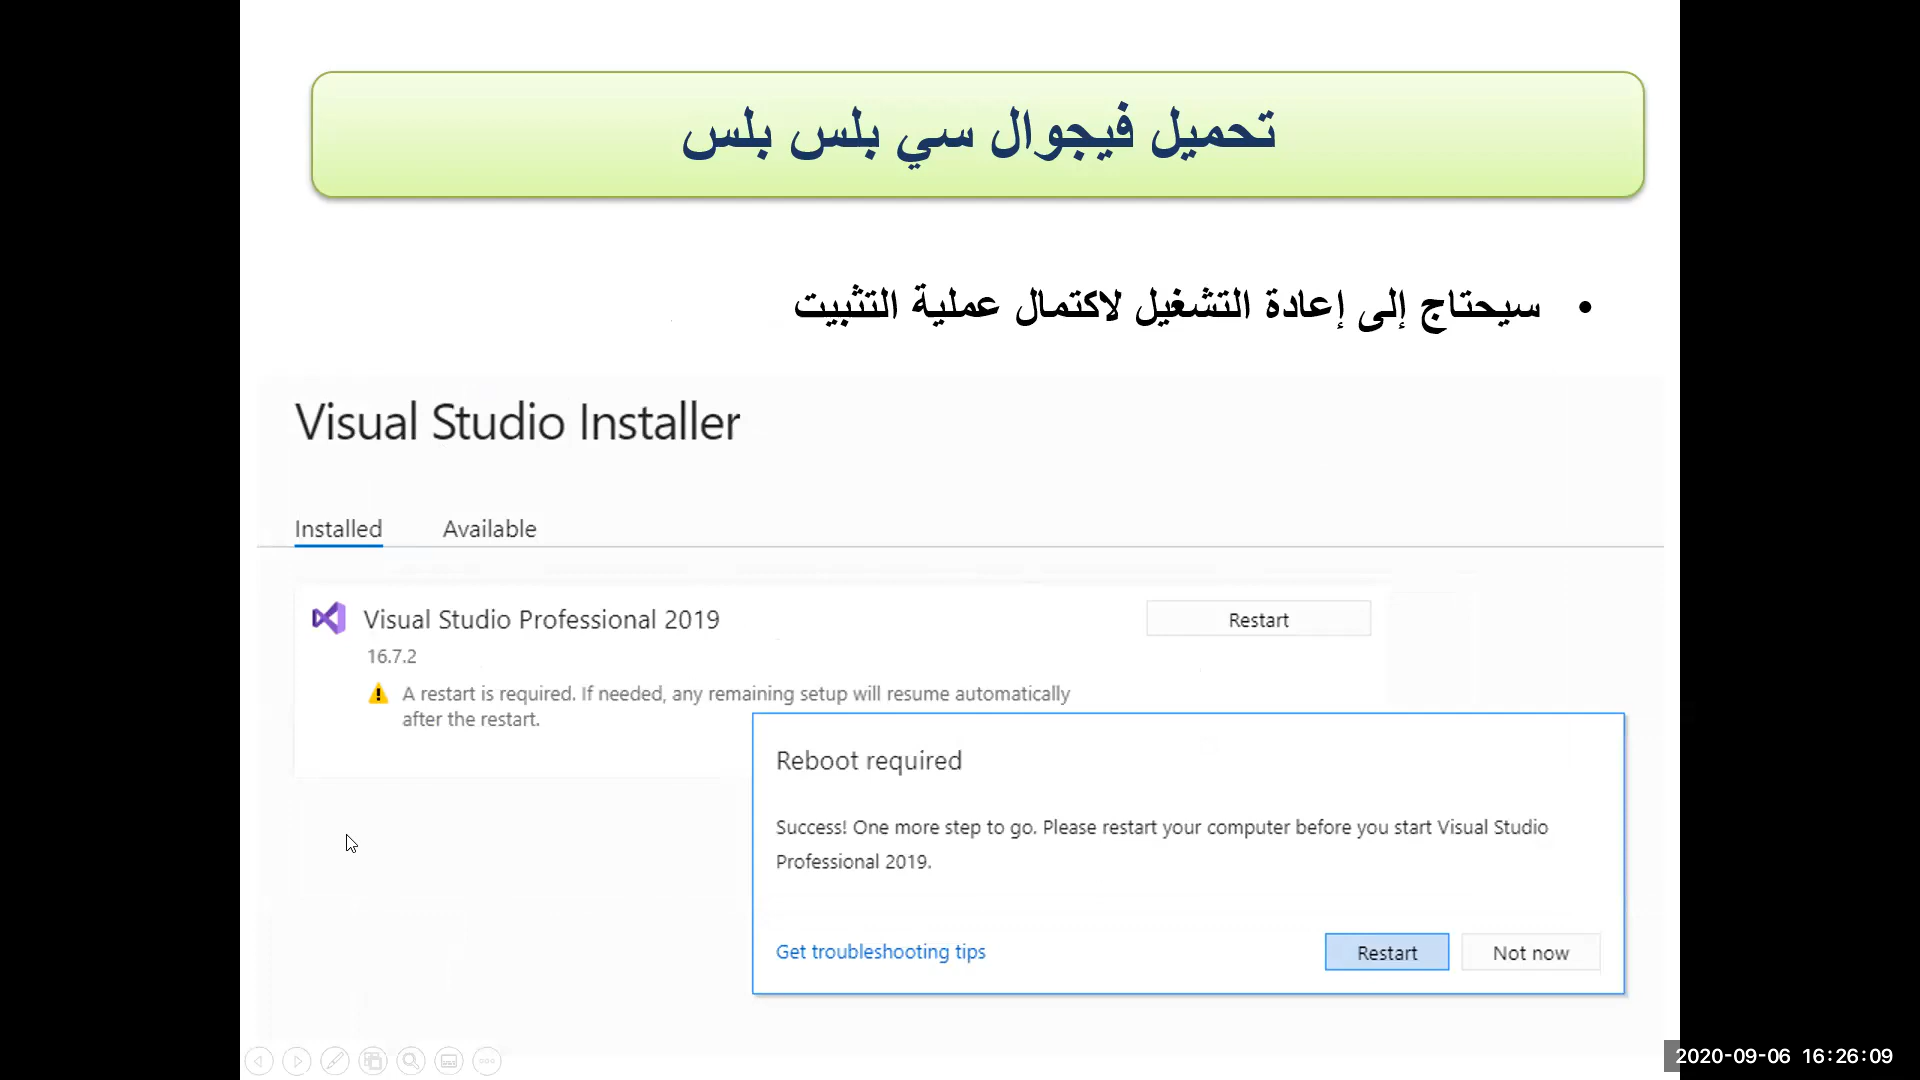 تحميل فيجوال سي بلس بلس
• سيحتاج إلى إعادة التشغيل لاكتمال عملية التثبيت
Visual Studio Installer
Installed Available
Visual Studio Professional 2019
Restart
16.7.2
A restart is required. If needed, any remaining setup will resume automatically
after the restart.
Reboot required
Success! One more step to go. Please restart your computer before you start Visual Studio
Professional 2019.
Get troubleshooting tips
Restart
Not now
2020-09-06 16:26:09